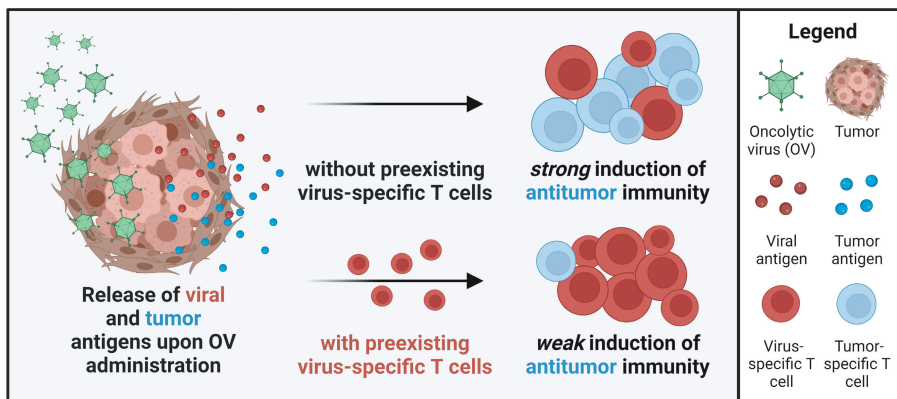 Release of viral
and tumor
antigens upon OV
administration
without preexisting
virus-specific T cells
strong induction of
antitumor immunity
with preexisting
virus-specific T cells
weak induction of
antitumor immunity
Legend
Oncolytic
virus (OV)
Tumor
Viral
antigen
Tumor
antigen
Virus-
specific T
cell
Tumor-
specific T
cell